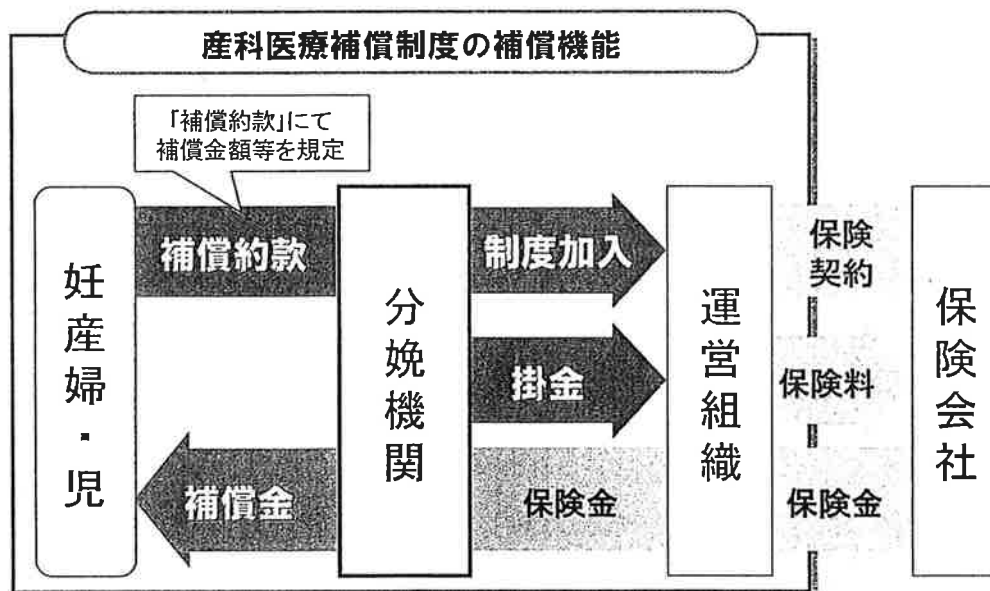 産科医療補償制度の補償機能
「補償約款」にて
補償金額等を規定
妊産婦・児
補償約款
補償金
分娩機関
制度加入
掛金
保険金
運営組織
保険
契約
保険料
保険金
保険会社